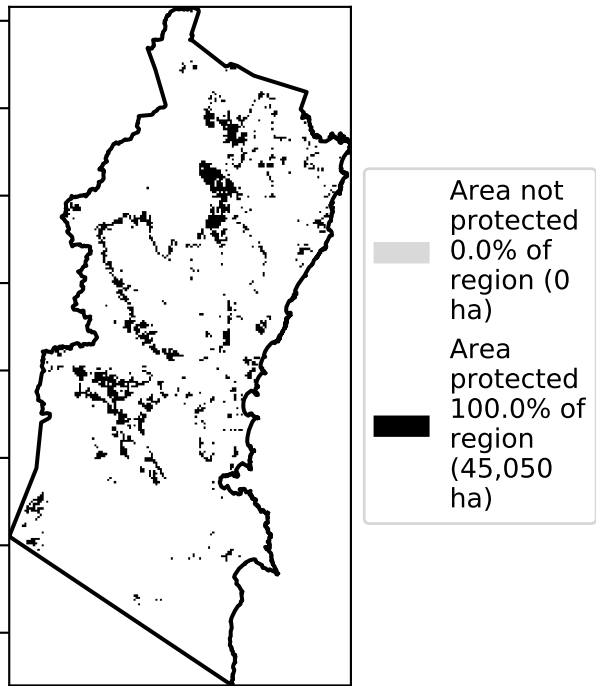 Area not
protected
0.0% of
region (0
ha)
Area
protected
100.0% of
region
(45,050
ha)